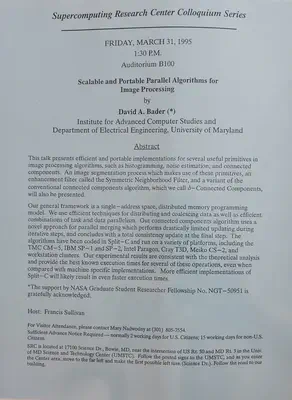 Supercomputing Research Center Colloquium Series
FRIDAY, MARCH 31, 1995
1:30 P.M.
Auditorium B100
Scalable and Portable Parallel Algorithms for
Image Processing
by
David A. Bader (*)
Institute for Advanced Computer Studies and
Department of Electrical Engineering, University of Maryland
Abstract
This talk presents efficient and portable implementations for several useful primitives in
image processing algorithms, such as histogramming, noise estimation, and connected
components. An image segmentation process which makes use of these primitives, an
enhancement filter called the Symmetric Neighborhood Filter, and a variant of the
conventional connected components algorithm, which we call δ-Connected Components,
will also be presented.
Our general framework is a single-address space, distributed memory programming
model. We use efficient techniques for distributing and coalescing data as well as efficient
combinations of task and data parallelism. Our connected components algorithm uses a
novel approach for parallel merging which performs drastically limited updating during
iterative steps, and concludes with a total consistency update at the final step. The
algorithms have been coded in Split-C and run on a variety of platforms, including the
TMC CM-5, IBM SP-1 and SP-2, Intel Paragon, Cray T3D, Meiko CS-2, and
workstation clusters. Our experimental results are consistent with the theoretical analysis
and provide the best known execution times for several of these operations, even when
compared with machine specific implementations. More efficient implementations of
Split-C will likely result in even faster execution times.
*The support by NASA Graduate Student Researcher Fellowship No. NGT-50951 is
gratefully acknowledged.
Host: Francis Sullivan
For Visitor Attendance, please contact Mary Nadwodny at (301) 805-7554.
Sufficient Advance Notice Required - normally 2 working days for U.S. Citizens; 15 working days for non-U.S.
Citizens.
SRC is located at 17100 Science Dr., Bowie, MD, near the intersection of US Rt. 50 and MD Rt. 3 in the Univ.
of MD Science and Technology Center (UMSTC). Follow the posted signs to the UMSTC, and as you enter
the Center area, move to the far left and make the first possible left turn (Science Dr.). Follow the road to our
building.